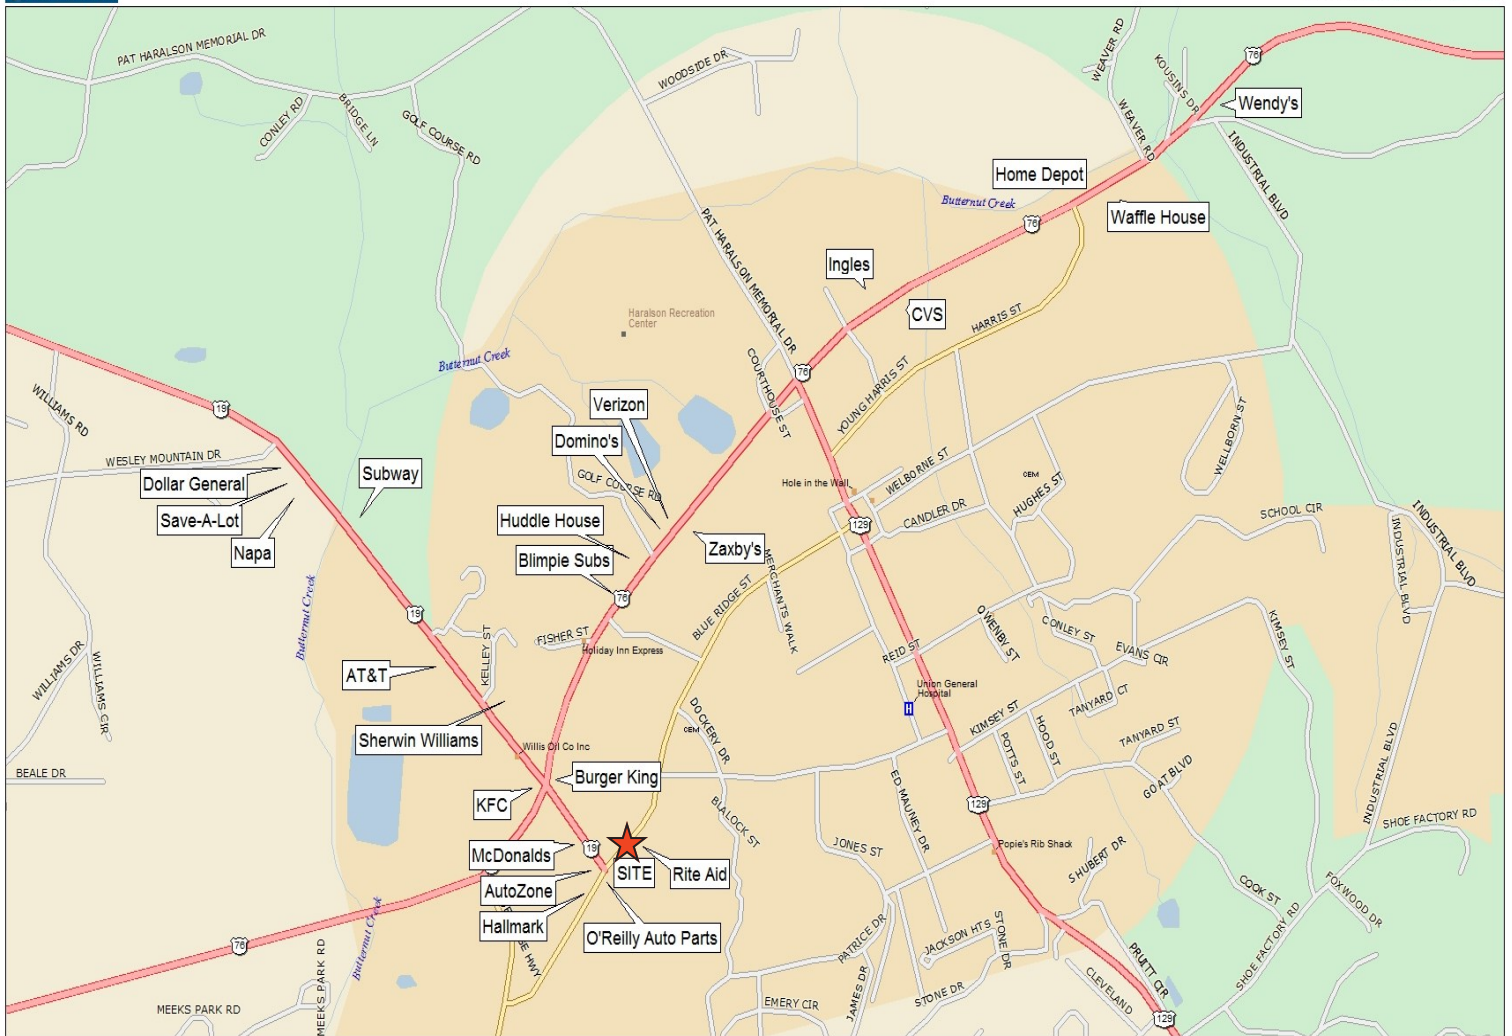 PAT HARALSON MEMORIAL DR
WOODSIDE DR
WEAVER RD
KOUSINS DR
76
Wendy's
CONLEY RD
BRIDGE LN
GOLF COURSE RD
WEAVER RD
INDUSTRIAL BLVD
Home Depot
Butternut Creek
76
Waffle House
PAT HARALSON MEMORIAL DR
Ingles
CVS
HARRIS ST
Haralson Recreation
Center
Butternut Creek
COURTHOUSE ST
76
YOUNG HARRIS ST
WILLIAMS RD
19
Verizon
Domino's
WELLBORN ST
WESLEY MOUNTAIN DR
Dollar General
Subway
GOLF COURSE RD
Hole in the Wall
WELBORNE ST
CEM
HUGHES ST
Save-A-Lot
Huddle House
129
CANDLER DR
SCHOOL CIR
INDUSTRIAL BLVD
INDUSTRIAL BLVD
Napa
Blimpie Subs
Zaxby's
MERCHANTS WALK
76
BLUE RIDGE ST
Butternut Creek
19
FISHER ST
Holiday Inn Express
KELLEY ST
REID ST
OWENBY ST
CONLEY ST
EVANS CIR
KIMSEY ST
WILLIAMS DR
WILLIAMS CIR
AT&T
Union General
Hospital
H
TANYARD CT
DOCKERY DR
CEM
KIMSEY ST
HOOD ST
POTTS ST
TANYARD ST
Sherwin Williams
Willis Oil Co Inc
BEALE DR
Burger King
ED MAUNEY DR
GOAT BLVD
INDUSTRIAL BLVD
KFC
BLALOCK ST
129
SHOE FACTORY RD
McDonalds
19
JONES ST
Popie's Rib Shack
SHUBERT DR
AutoZone
SITE
Rite Aid
COOK ST
FOXWOOD DR
Hallmark
O'Reilly Auto Parts
Butternut Creek
76
MEEKS PARK RD
HWY
PATRICE DR
JACKSON HTS
STONE DR
SHOE FACTORY RD
PRUITT CIR
MEEKS PARK RD
EMERY CIR
JAMES DR
STONE DR
CLEVELAND
129